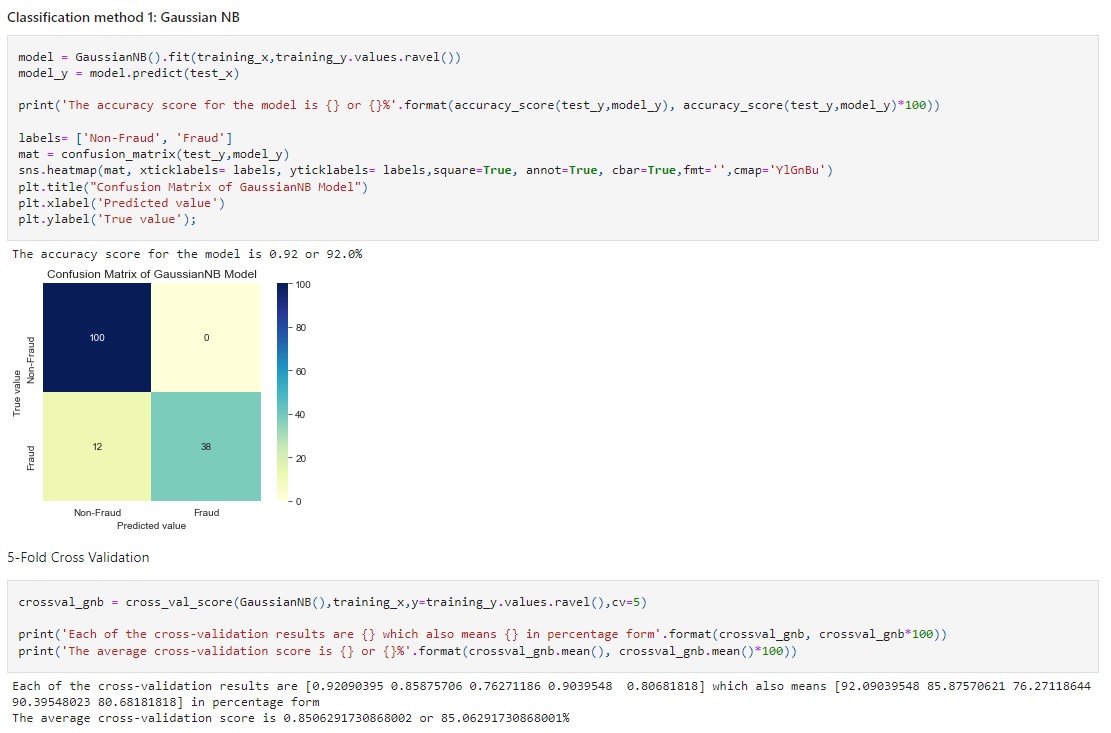 Classification method 1: Gaussian NB
model = GaussianNB().fit(training_x,training_y.values.ravel())
model_y = model.predict(test_x)
print('The accuracy score for the model is {} or {}%'.format(accuracy_score(test_y,model_y), accuracy_score(test_y,model_y)*100))
labels= ['Non-Fraud', 'Fraud']
mat = confusion_matrix(test_y,model_y)
sns.heatmap(mat, xticklabels= labels, yticklabels= labels,square=True, annot=True, cbar=True,fmt='',cmap='YlGnBu')
plt.title("Confusion Matrix of GaussianNB Model")
plt.xlabel('Predicted value')
plt.ylabel('True value');
The accuracy score for the model is 0.92 or 92.0%
Confusion Matrix of GaussianNB Model
True value
Non-Fraud
Fraud
100
0
12
38
Non-Fraud
Fraud
Predicted value
100
80
60
40
20
0
5-Fold Cross Validation
crossval_gnb = cross_val_score(GaussianNB(),training_x,y=training_y.values.ravel(),cv=5)
print('Each of the cross-validation results are {} which also means {} in percentage form'.format(crossval_gnb, crossval_gnb*100))
print('The average cross-validation score is {} or {}%'.format(crossval_gnb.mean(), crossval_gnb.mean()*100))
Each of the cross-validation results are [0.92090395 0.85875706 0.76271186 0.9039548  0.80681818] which also means [92.09039548 85.87570621 76.27118644
90.39548023 80.68181818] in percentage form
The average cross-validation score is 0.8506291730868002 or 85.06291730868001%